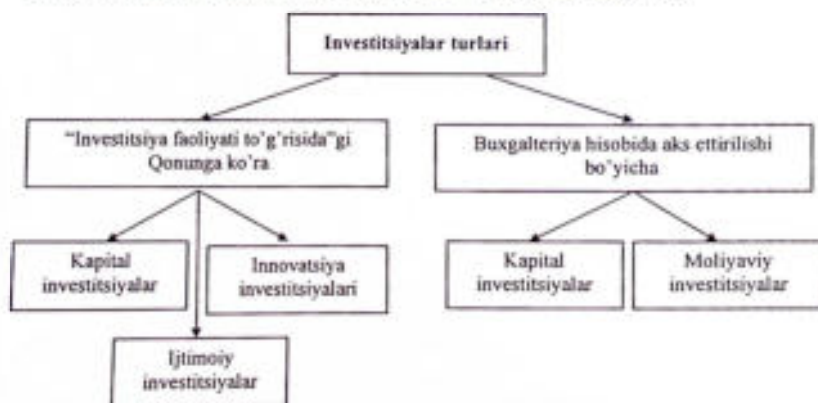 Investitsiyalar turlari
"Investitsiya faoliyati to'g'risida"gi
Qonunga ko'ra
Buxgalteriya hisobida aks ettirilishi
bo'yicha
Kapital
investitsiyalar
Innovatsiya
investitsiyalari
Kapital
investitsiyalar
Moliyaviy
investitsiyalar
Ijtimoiy
investitsiyalar